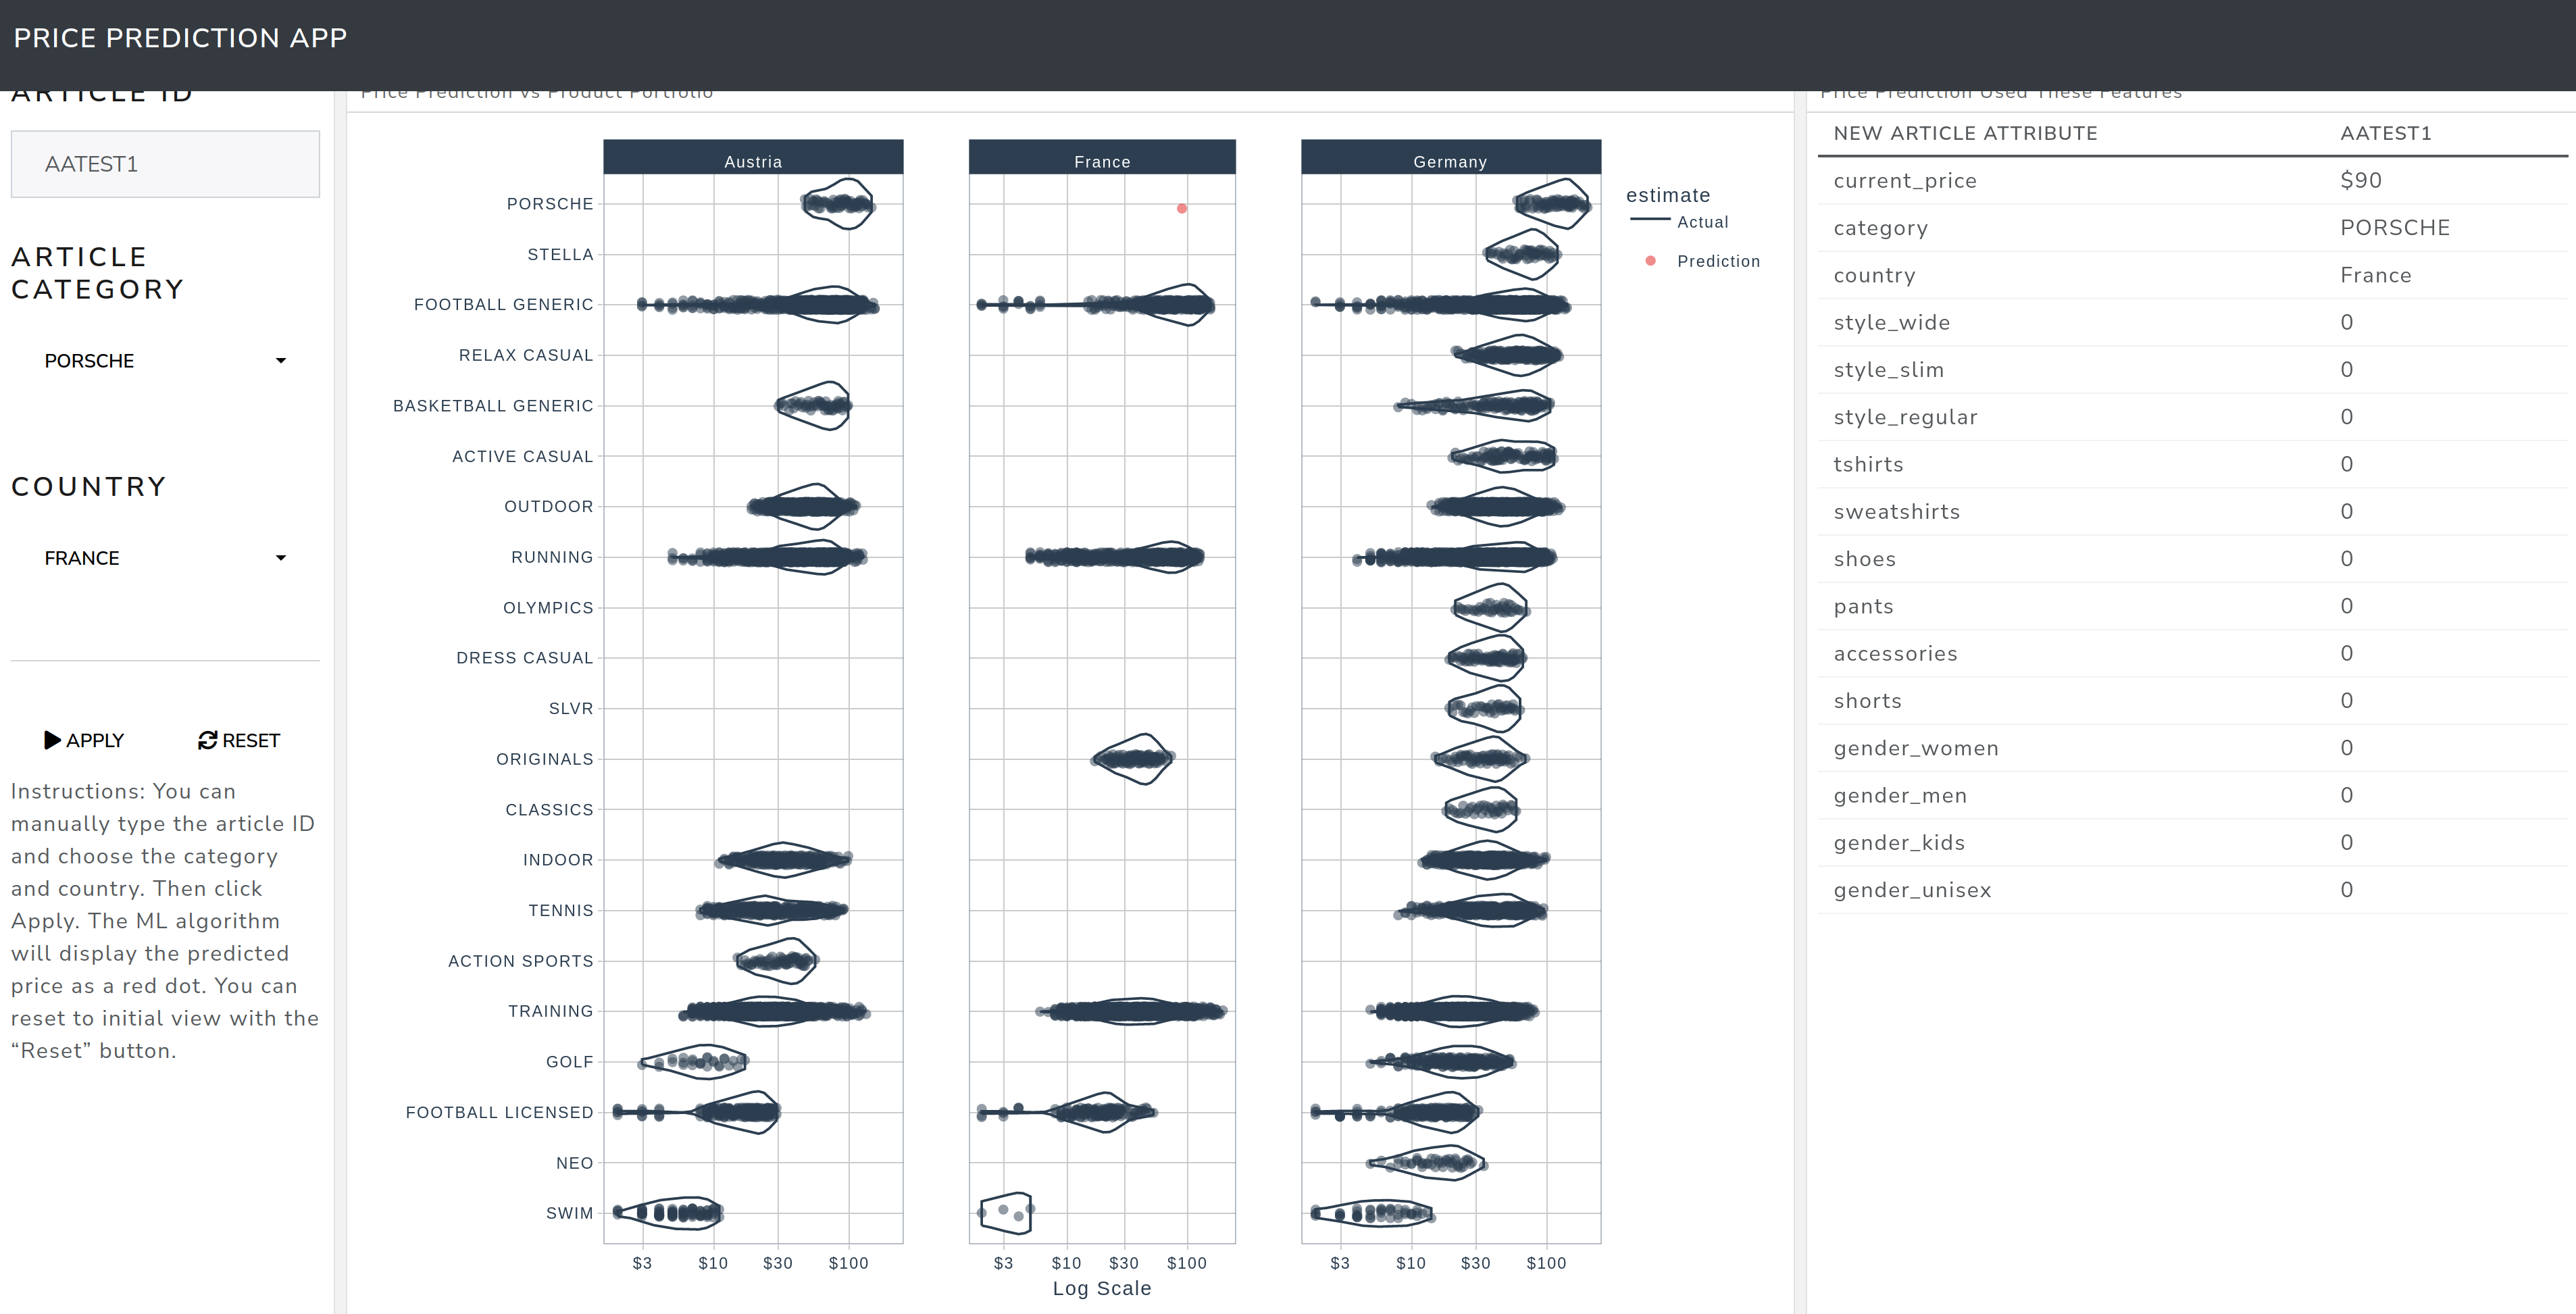 PRICE PREDICTION APP
ARTICLE ID
AATEST1
ARTICLE
CATEGORY
PORSCHE
COUNTRY
FRANCE
APPLY
RESET
Instructions: You can
manually type the article ID
and choose the category
and country. Then click
Apply. The ML algorithm
will display the predicted
price as a red dot. You can
reset to initial view with the
“Reset” button.
Price Prediction vs Product Portfolio
Austria
France
Germany
PORSCHE
STELLA
FOOTBALL GENERIC
RELAX CASUAL
BASKETBALL GENERIC
ACTIVE CASUAL
OUTDOOR
RUNNING
OLYMPICS
DRESS CASUAL
SLVR
ORIGINALS
CLASSICS
INDOOR
TENNIS
ACTION SPORTS
TRAINING
GOLF
FOOTBALL LICENSED
NEO
SWIM
$3 $10 $30 $100
$3 $10 $30 $100
$3 $10 $30 $100
Log Scale
estimate
Actual
Prediction
Price Prediction Used These Features
NEW ARTICLE ATTRIBUTE AATEST1
current_price $90
category PORSCHE
country France
style_wide 0
style_slim 0
style_regular 0
tshirts 0
sweatshirts 0
shoes 0
pants 0
accessories 0
shorts 0
gender_women 0
gender_men 0
gender_kids 0
gender_unisex 0